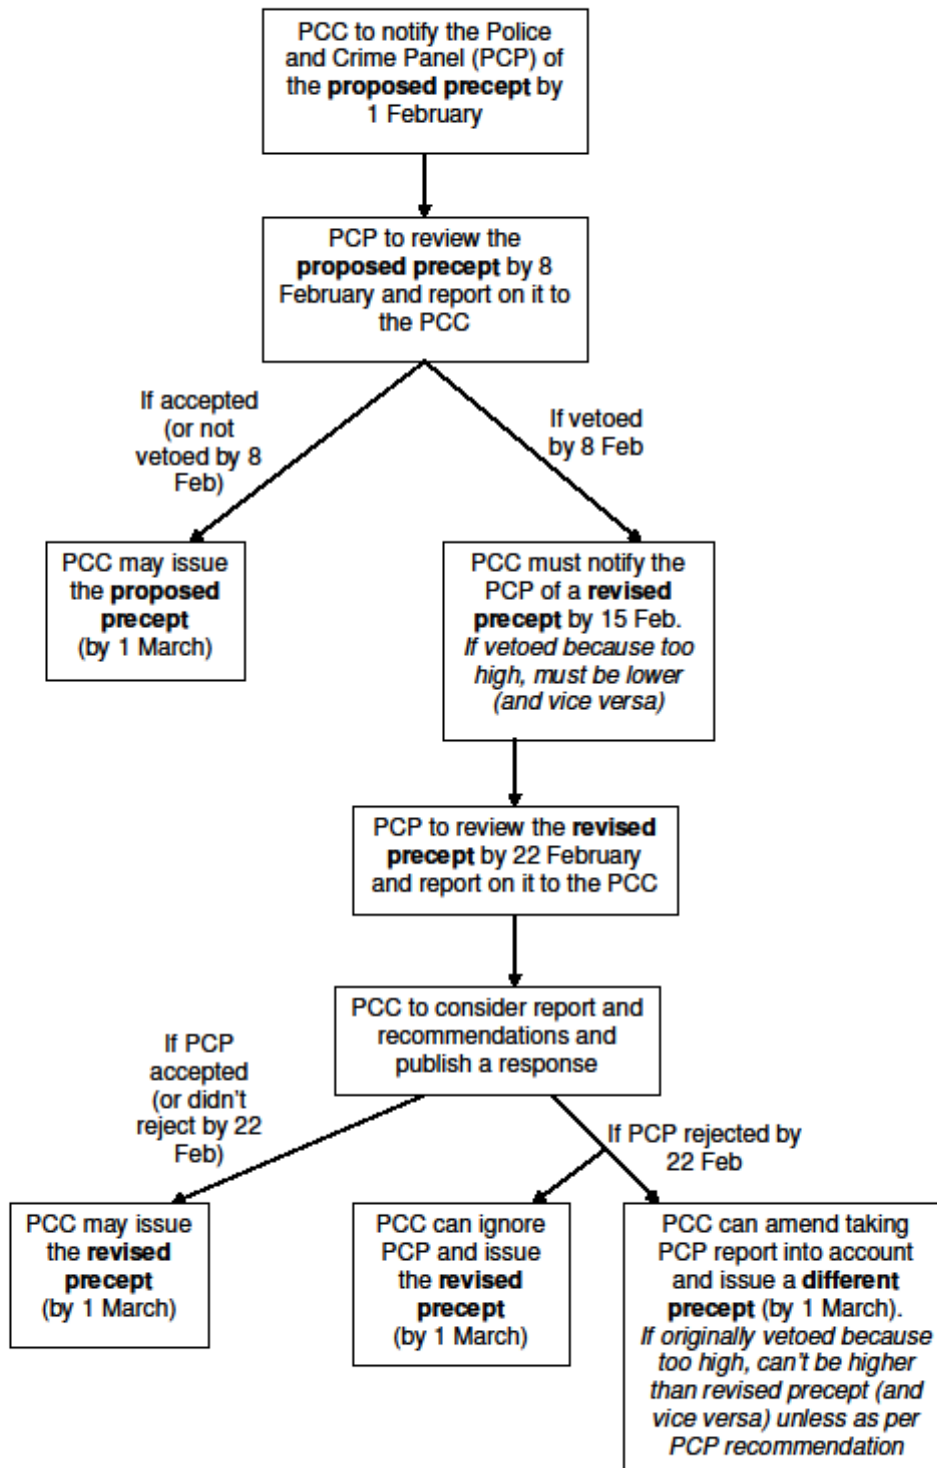 PCC to notify the Police
and Crime Panel (PCP) of
the proposed precept by
1 February
PCP to review the
proposed precept by 8
February and report on it to
the PCC
If accepted
(or not
vetoed by 8
Feb)
If vetoed
by 8 Feb
PCC may issue
the proposed
precept
(by 1 March)
PCC must notify the
PCP of a revised
precept by 15 Feb.
If vetoed because too
high, must be lower
(and vice versa)
PCP to review the revised
precept by 22 February
and report on it to the PCC
PCC to consider report and
recommendations and
publish a response
If PCP
accepted
(or didn't
reject by 22
Feb)
If PCP rejected by
22 Feb
PCC may issue
the revised
precept
(by 1 March)
PCC can ignore
PCP and issue
the revised
precept
(by 1 March)
PCC can amend taking
PCP report into account
and issue a different
precept (by 1 March).
If originally vetoed because
too high, can't be higher
than revised precept (and
vice versa) unless as per
PCP recommendation